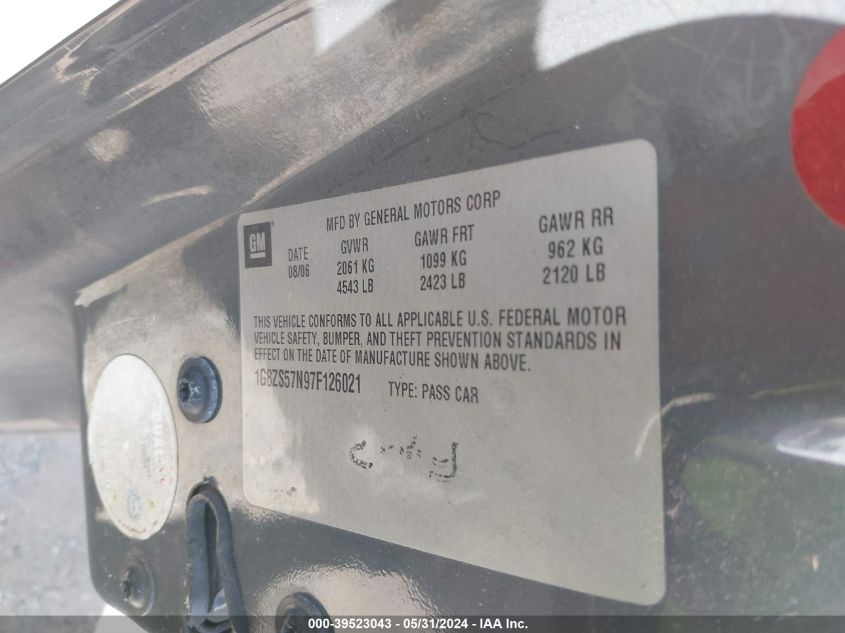 MFD BY GENERAL MOTORS CORP
GM
DATE GVWR GAWR FRT GAWR RR
08/06 2061 KG 1099 KG 962 KG
4543 LB 2423 LB 2120 LB
THIS VEHICLE CONFORMS TO ALL APPLICABLE U.S. FEDERAL MOTOR
VEHICLE SAFETY, BUMPER, AND THEFT PREVENTION STANDARDS IN
EFFECT ON THE DATE OF MANUFACTURE SHOWN ABOVE.
1G8ZS57N97F126021 TYPE: PASS CAR
000-39523043 - 05/31/2024 - IAA Inc.